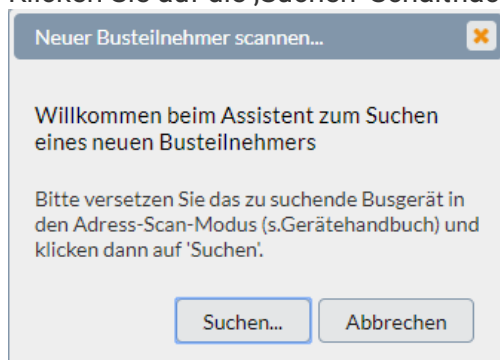 Neuer Busteilnehmer scannen...
Willkommen beim Assistent zum Suchen
eines neuen Busteilnehmers
Bitte versetzen Sie das zu suchende Busgerät in
den Adress-Scan-Modus (s.Gerätehandbuch) und
klicken dann auf 'Suchen'.
Suchen... Abbrechen